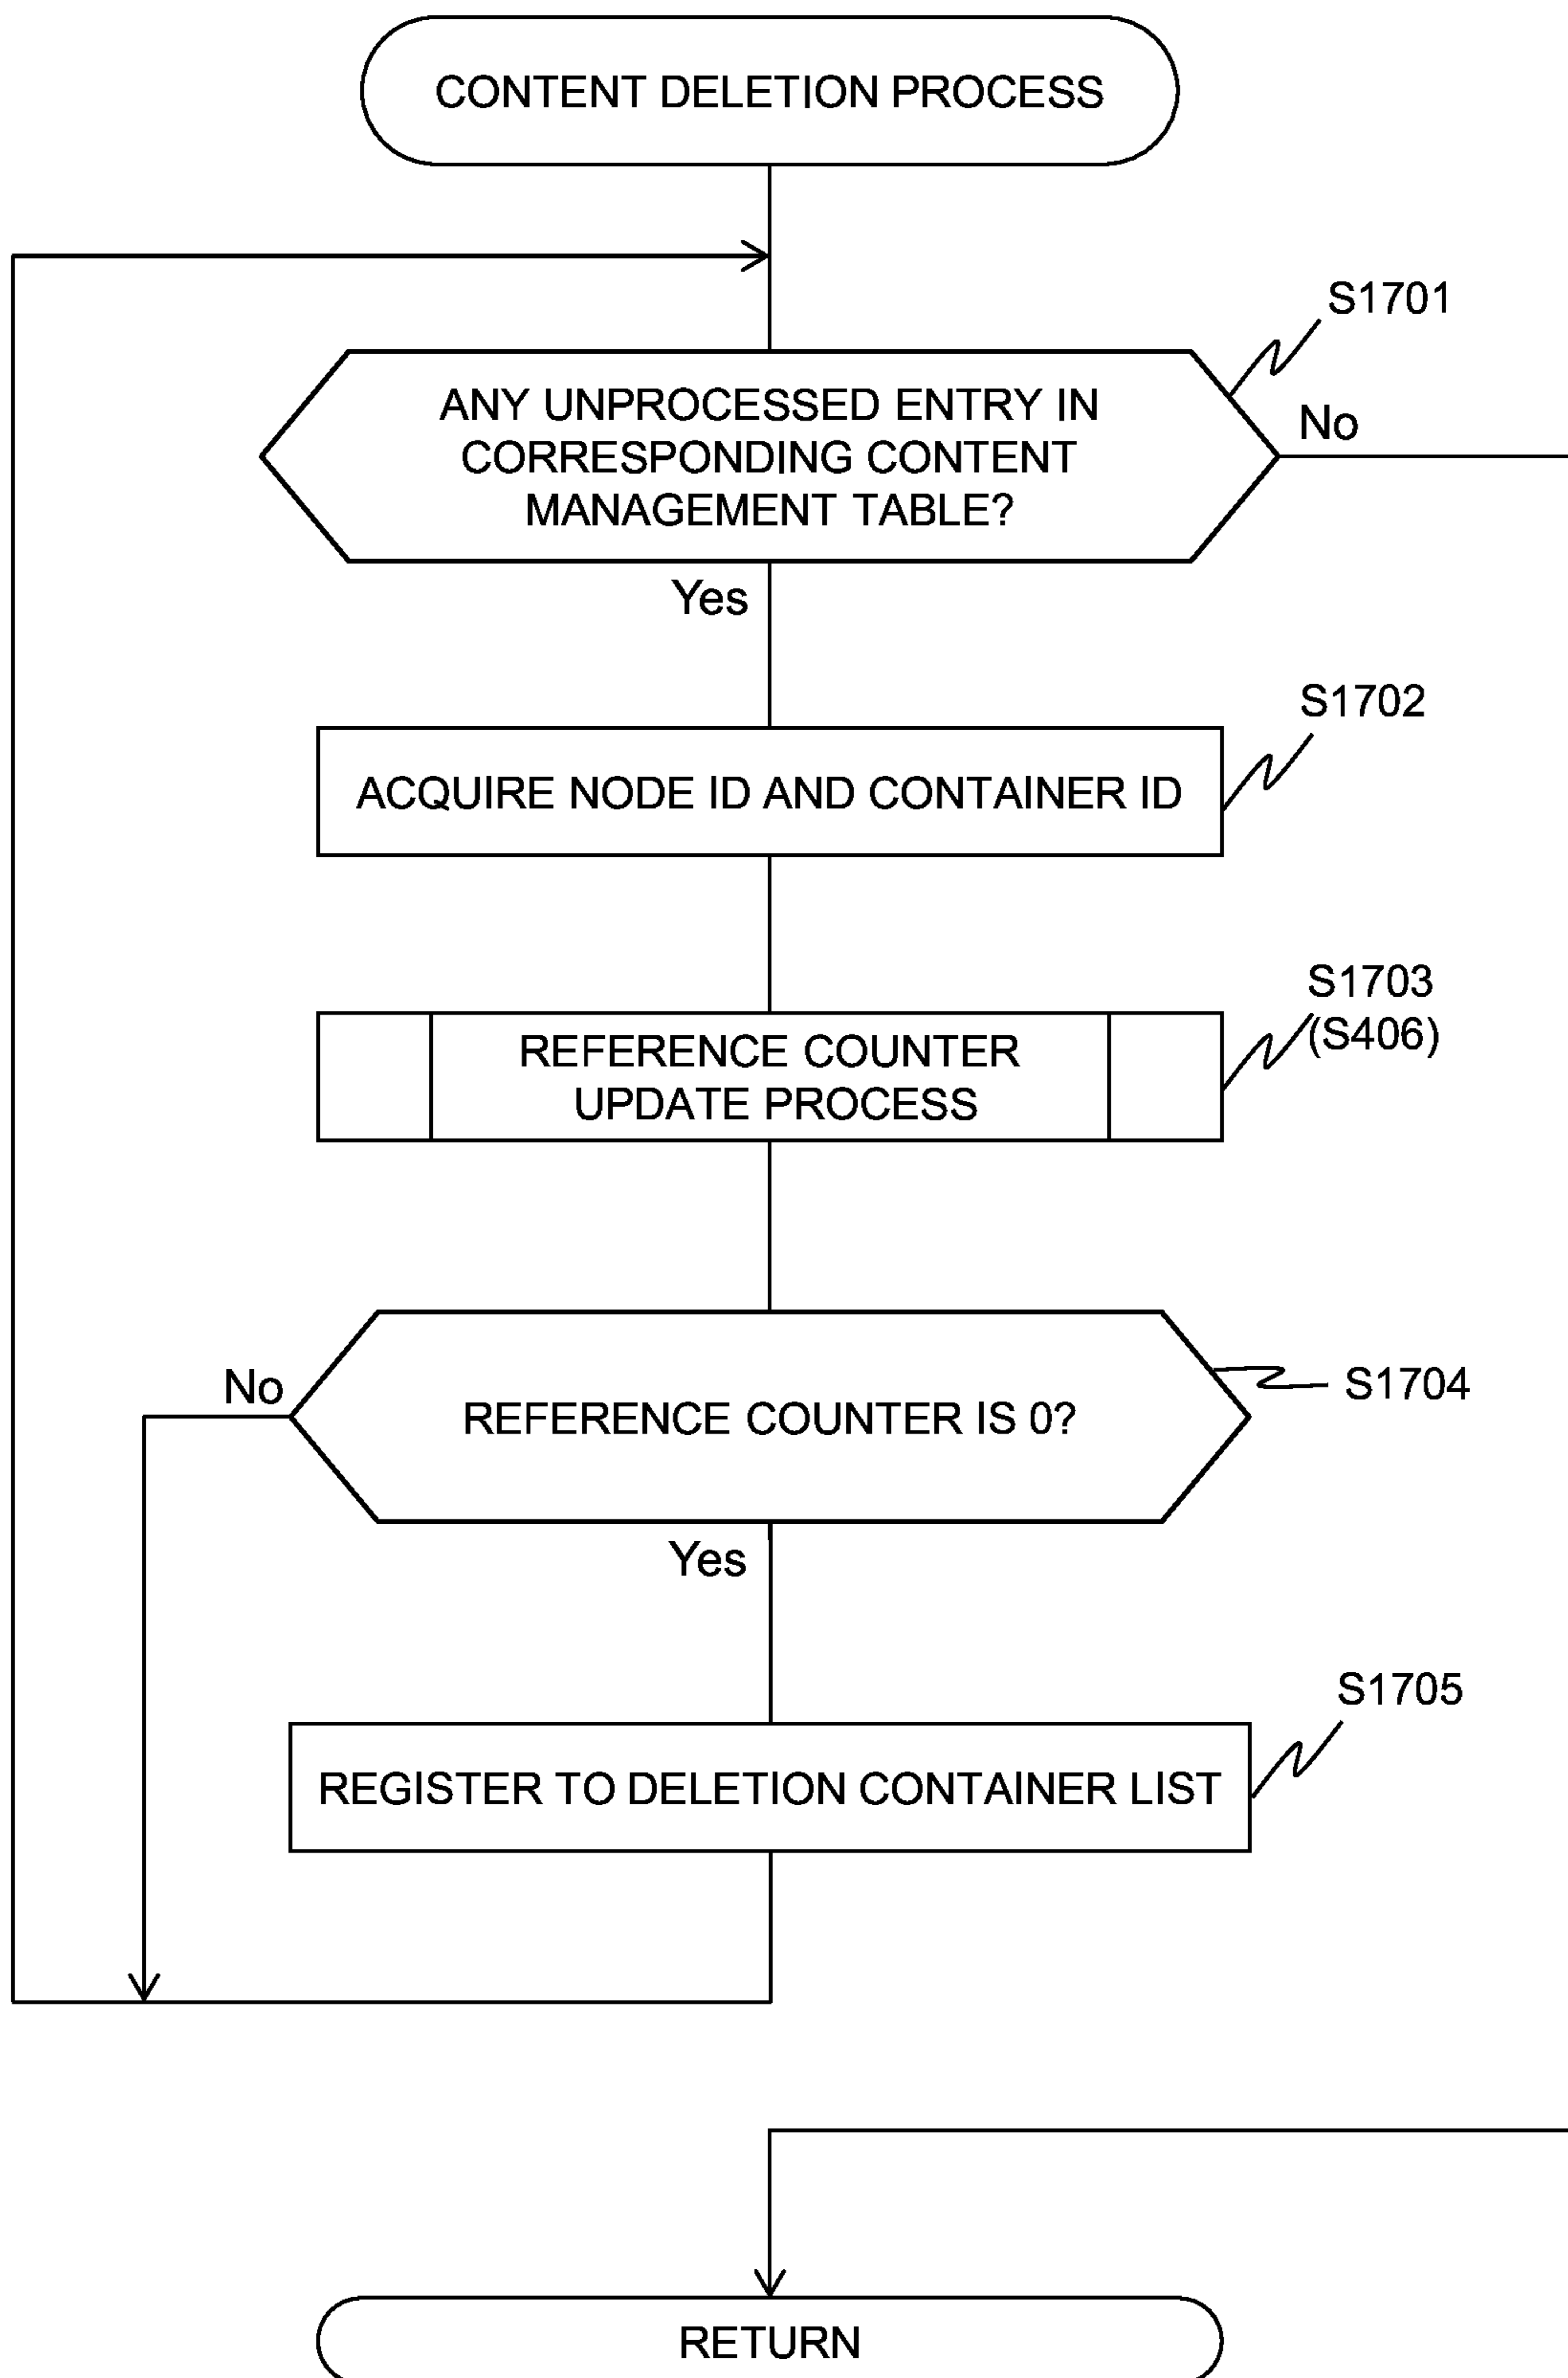 CONTENT DELETION PROCESS
S1701
ANY UNPROCESSED ENTRY IN
CORRESPONDING CONTENT
MANAGEMENT TABLE?
No
Yes
S1702
ACQUIRE NODE ID AND CONTAINER ID
S1703
(S406)
REFERENCE COUNTER
UPDATE PROCESS
No
REFERENCE COUNTER IS 0?
S1704
Yes
S1705
REGISTER TO DELETION CONTAINER LIST
RETURN